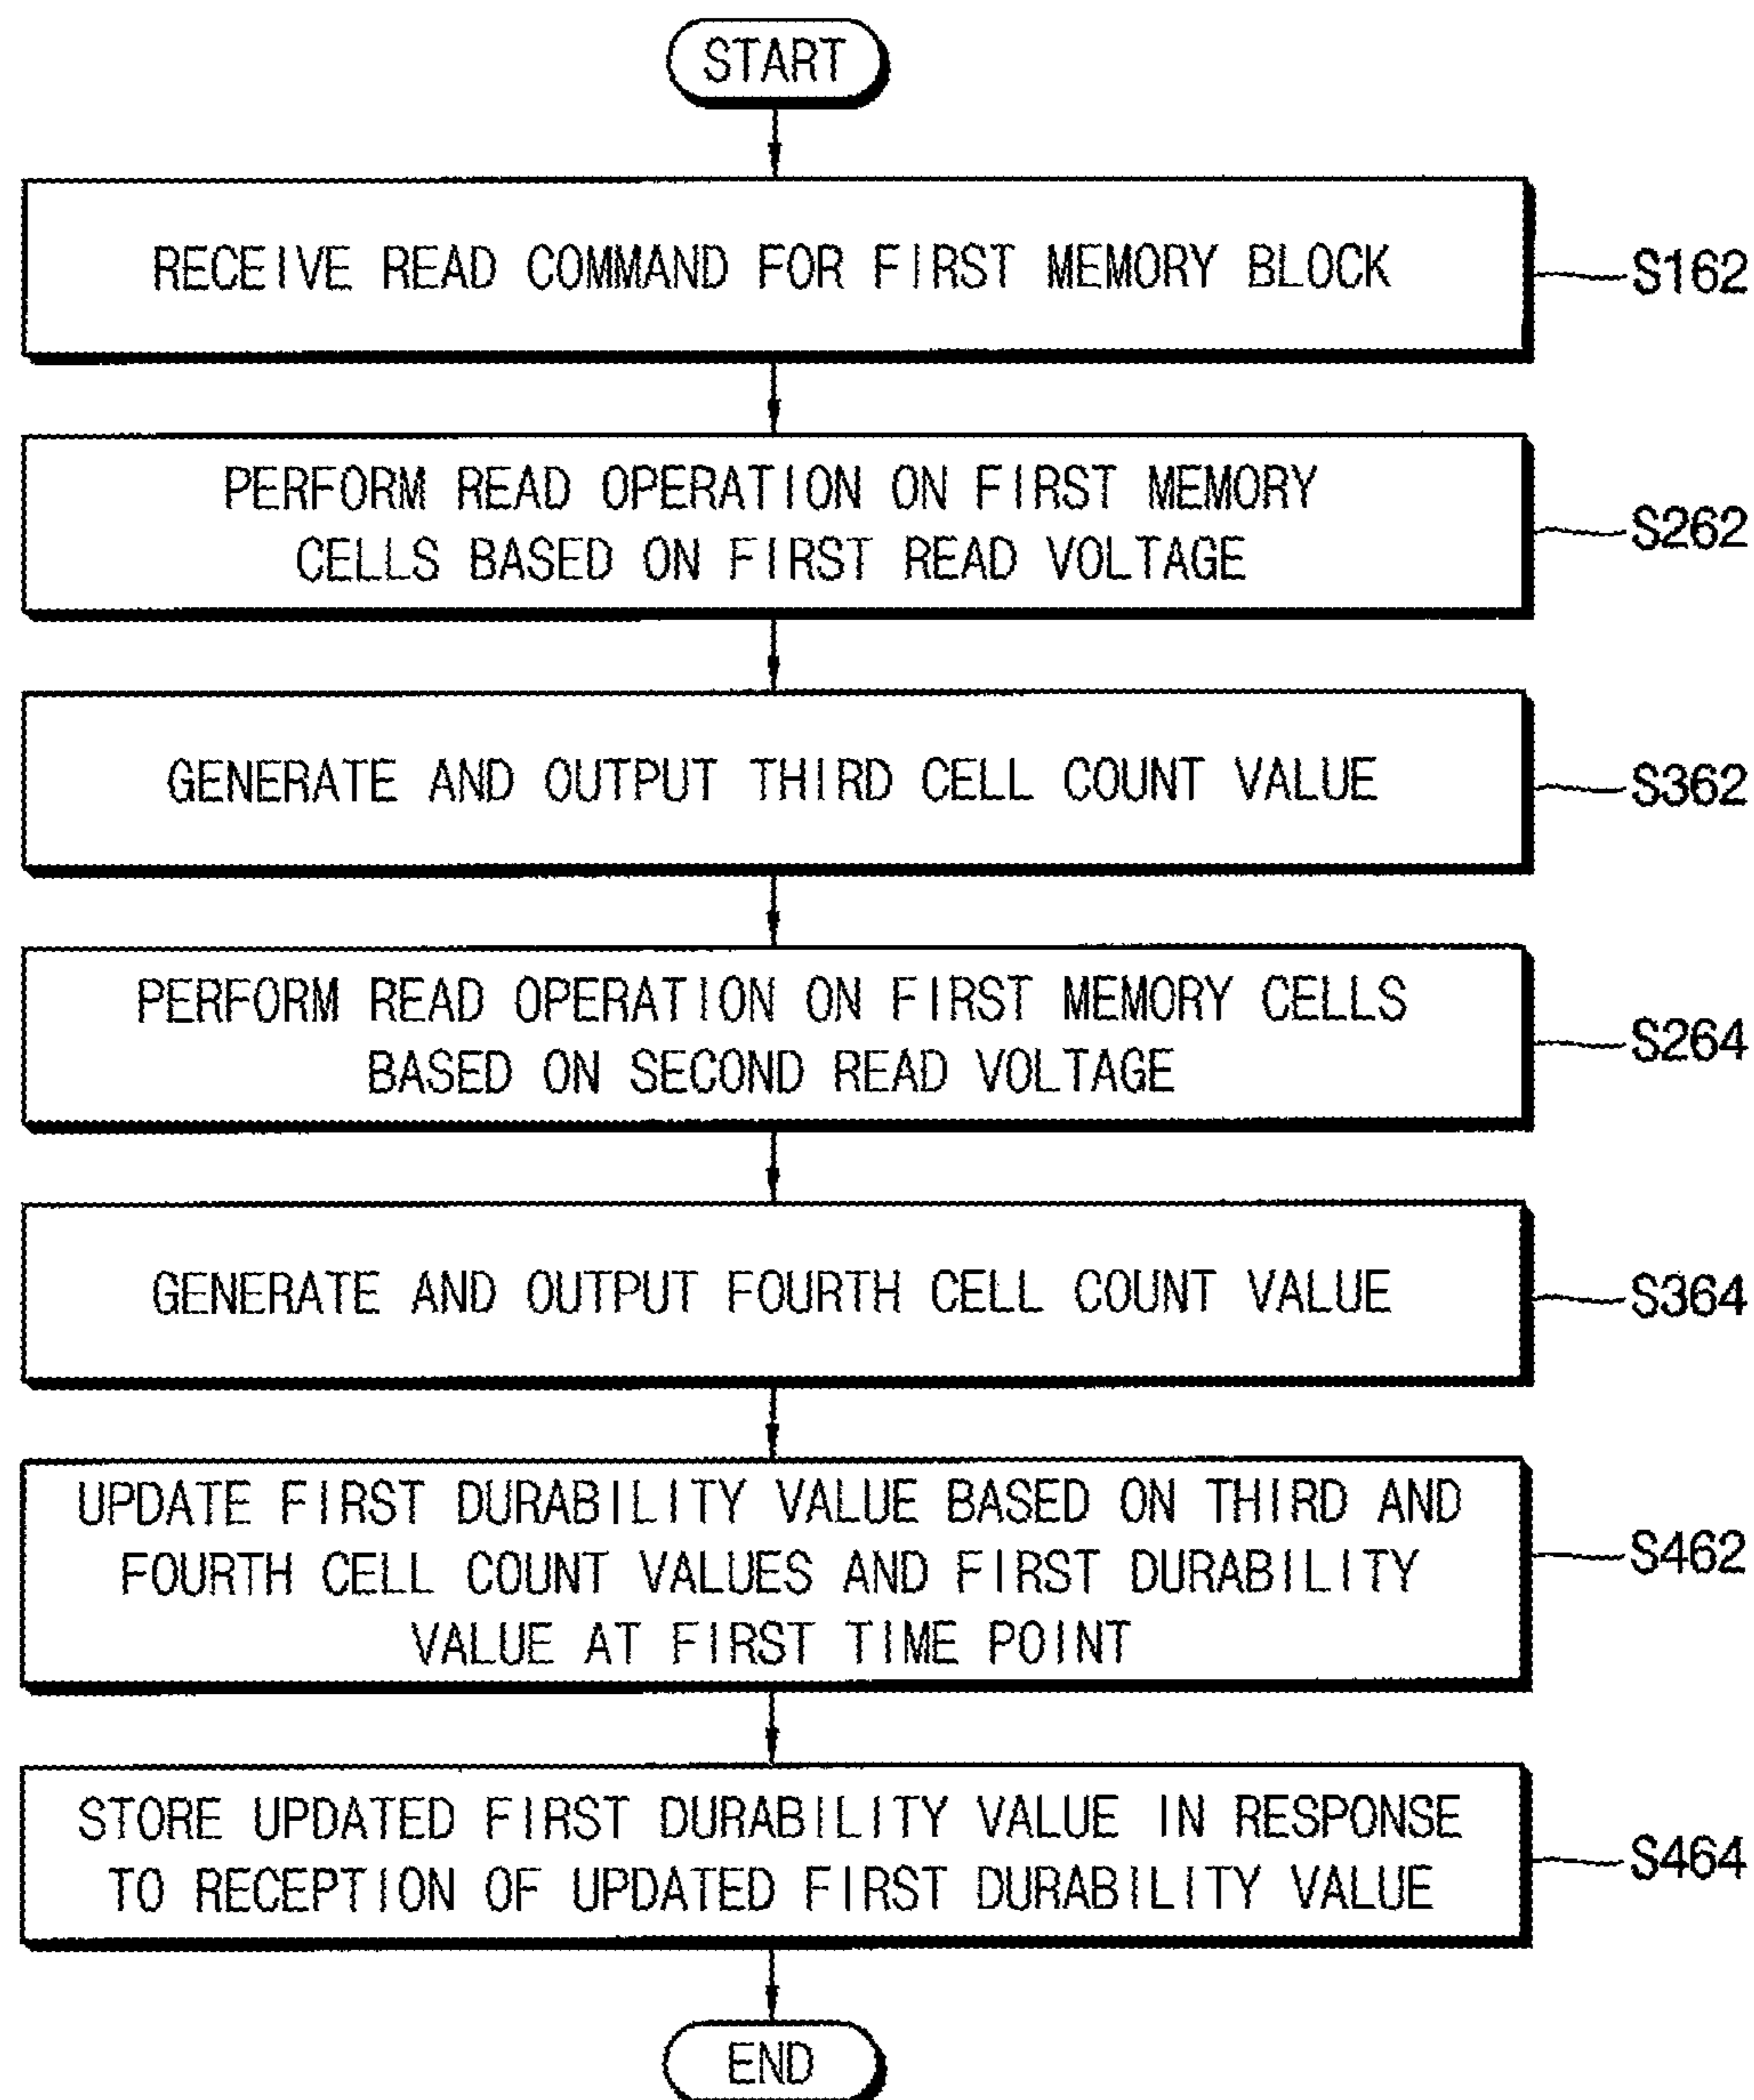 START
RECEIVE READ COMMAND FOR FIRST MEMORY BLOCK
S162
PERFORM READ OPERATION ON FIRST MEMORY
CELLS BASED ON FIRST READ VOLTAGE
S262
GENERATE AND OUTPUT THIRD CELL COUNT VALUE
S362
PERFORM READ OPERATION ON FIRST MEMORY CELLS
BASED ON SECOND READ VOLTAGE
S264
GENERATE AND OUTPUT FOURTH CELL COUNT VALUE
S364
UPDATE FIRST DURABILITY VALUE BASED ON THIRD AND
FOURTH CELL COUNT VALUES AND FIRST DURABILITY
VALUE AT FIRST TIME POINT
S462
STORE UPDATED FIRST DURABILITY VALUE IN RESPONSE
TO RECEPTION OF UPDATED FIRST DURABILITY VALUE
S464
END